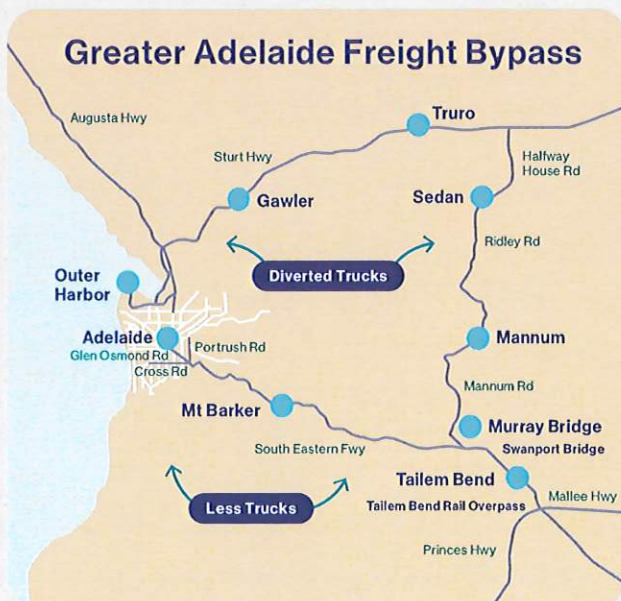 Greater Adelaide Freight Bypass
Augusta Hwy
Truro
Sturt Hwy
Halfway
House Rd
Gawler
Sedan
Ridley Rd
Diverted Trucks
Outer
Harbor
Adelaide
Portrush Rd
Glen Osmond Rd
Cross Rd
Mannum
Mannum Rd
Mt Barker
Murray Bridge
Swanport Bridge
South Eastern Fwy
Tailem Bend
Tailem Bend Rail Overpass
Mallee Hwy
Less Trucks
Princes Hwy